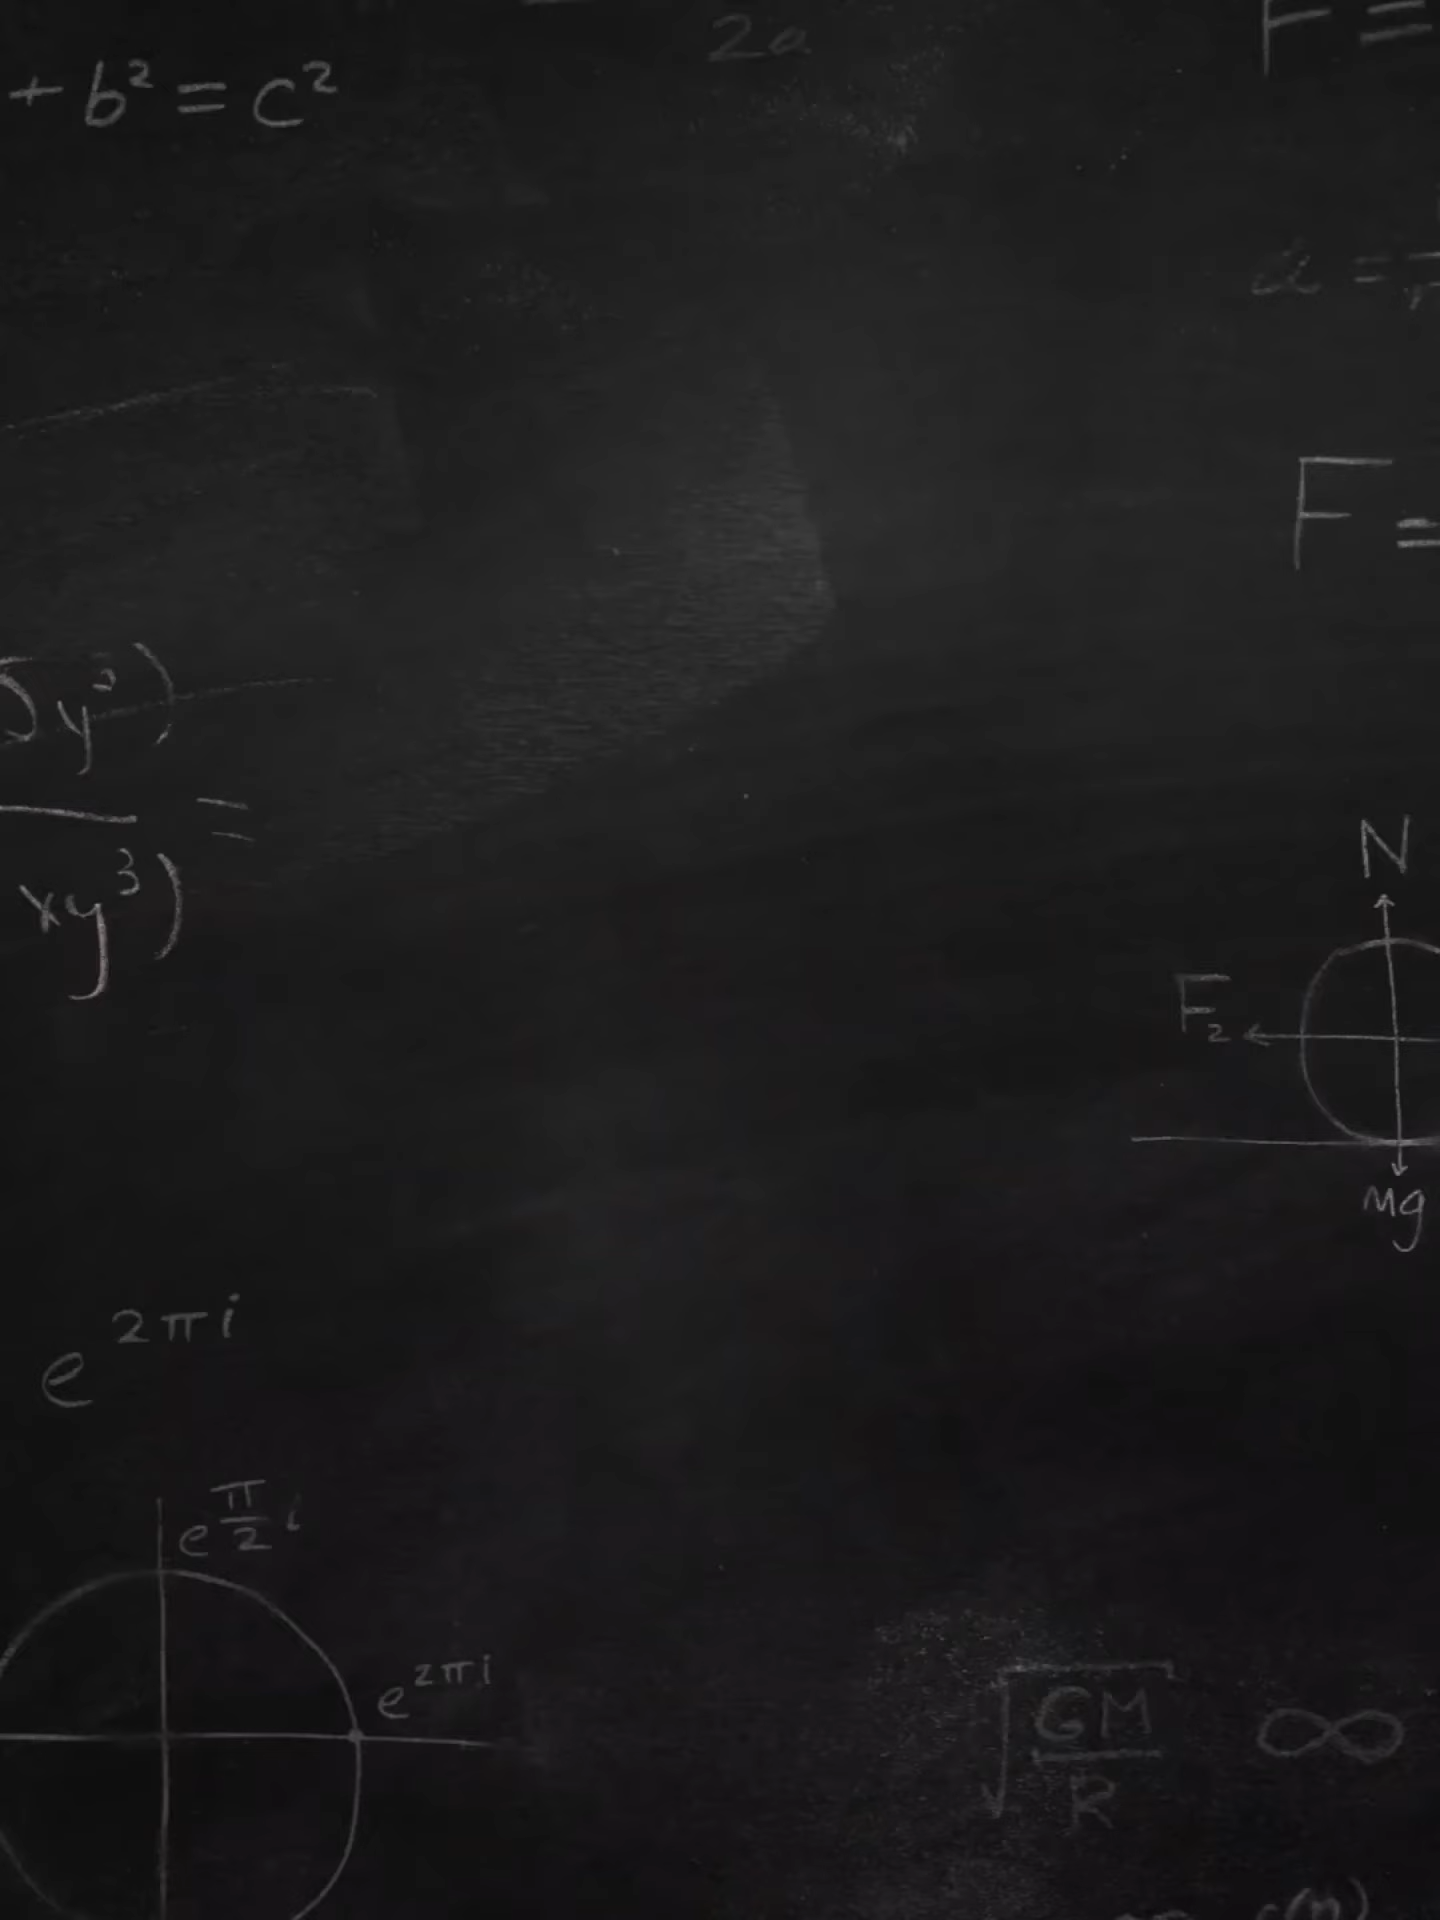 + b² = c²
2a
F =
a =
F =
y²)
=
xy³)
N
F₂
Mg
e^{2πi}
e^{π/2 i}
e^{2πi}
√(GM/R) ∞
(n)